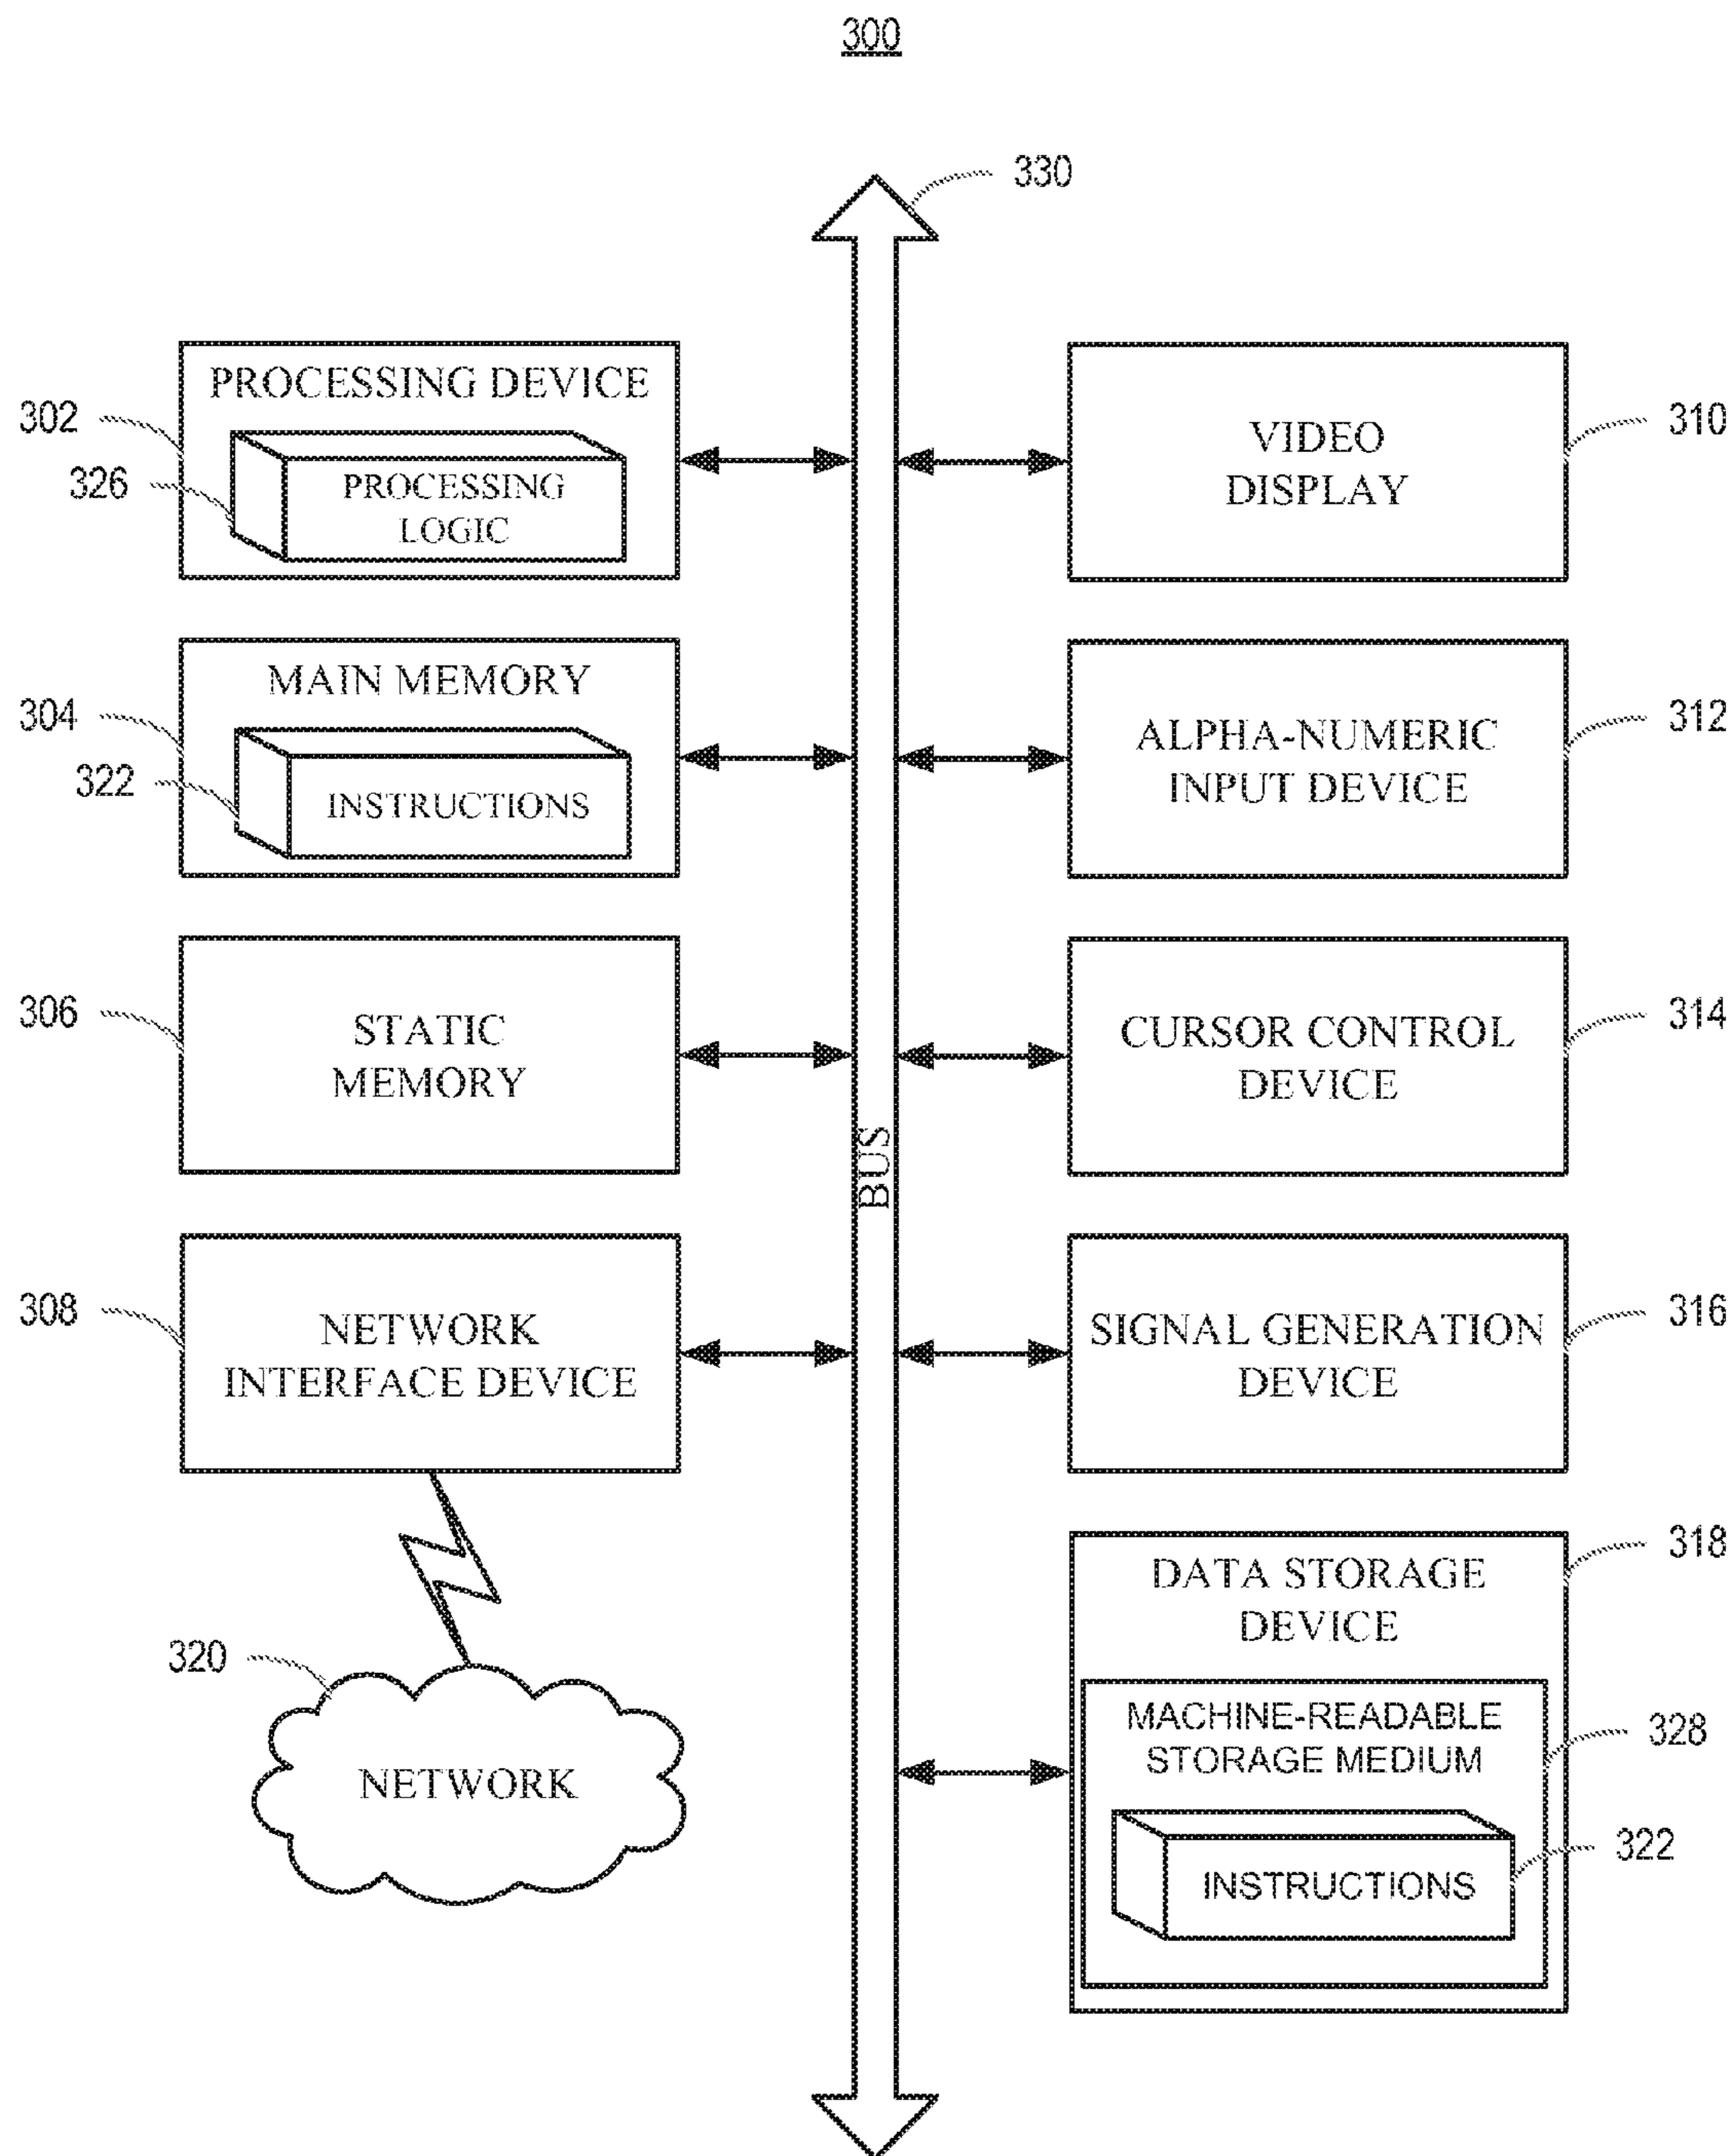 300
330
PROCESSING DEVICE
302
326
PROCESSING
LOGIC
VIDEO
DISPLAY
310
MAIN MEMORY
304
322
INSTRUCTIONS
ALPHA-NUMERIC
INPUT DEVICE
312
306
STATIC
MEMORY
CURSOR CONTROL
DEVICE
314
BUS
308
NETWORK
INTERFACE DEVICE
SIGNAL GENERATION
DEVICE
316
320
NETWORK
DATA STORAGE
DEVICE
318
MACHINE-READABLE
STORAGE MEDIUM
328
INSTRUCTIONS
322